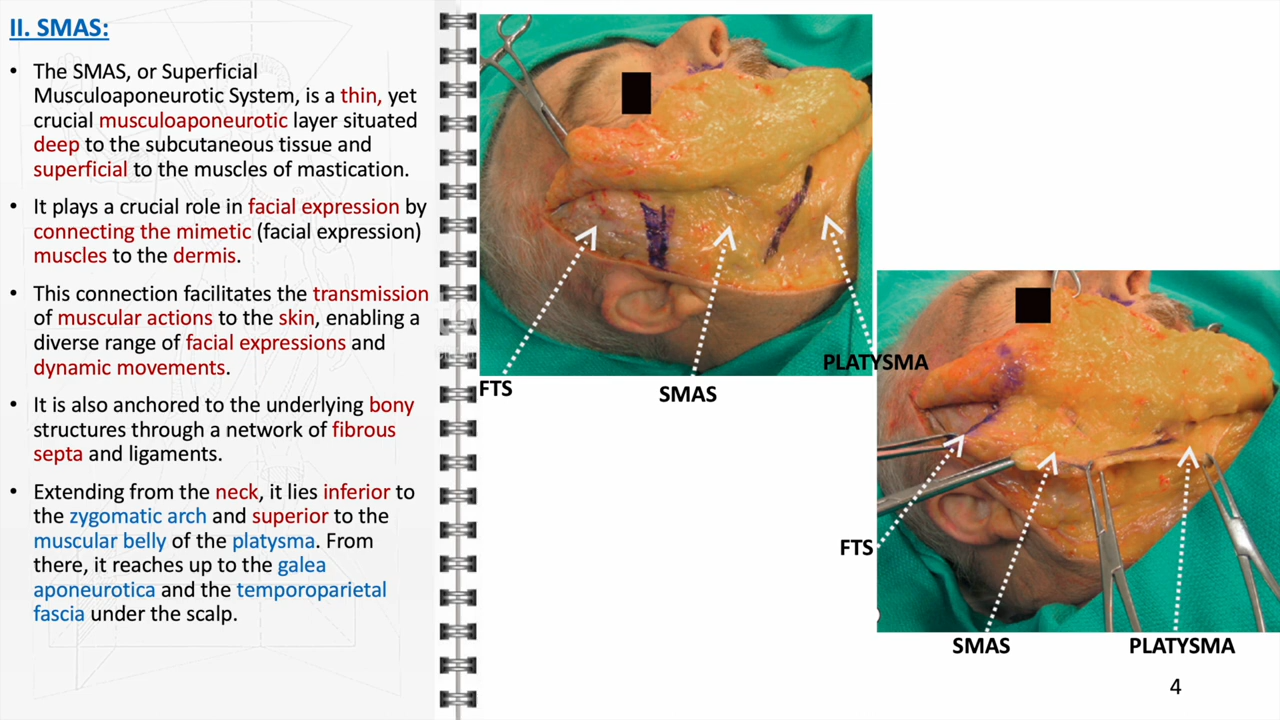 II. SMAS:
• The SMAS, or Superficial
Musculoaponeurotic System, is a thin, yet
crucial musculoaponeurotic layer situated
deep to the subcutaneous tissue and
superficial to the muscles of mastication.
• It plays a crucial role in facial expression by
connecting the mimetic (facial expression)
muscles to the dermis.
• This connection facilitates the transmission
of muscular actions to the skin, enabling a
diverse range of facial expressions and
dynamic movements.
• It is also anchored to the underlying bony
structures through a network of fibrous
septa and ligaments.
• Extending from the neck, it lies inferior to
the zygomatic arch and superior to the
muscular belly of the platysma. From
there, it reaches up to the galea
aponeurotica and the temporoparietal
fascia under the scalp.
FTS
SMAS
PLATYSMA
FTS
SMAS
PLATYSMA
4